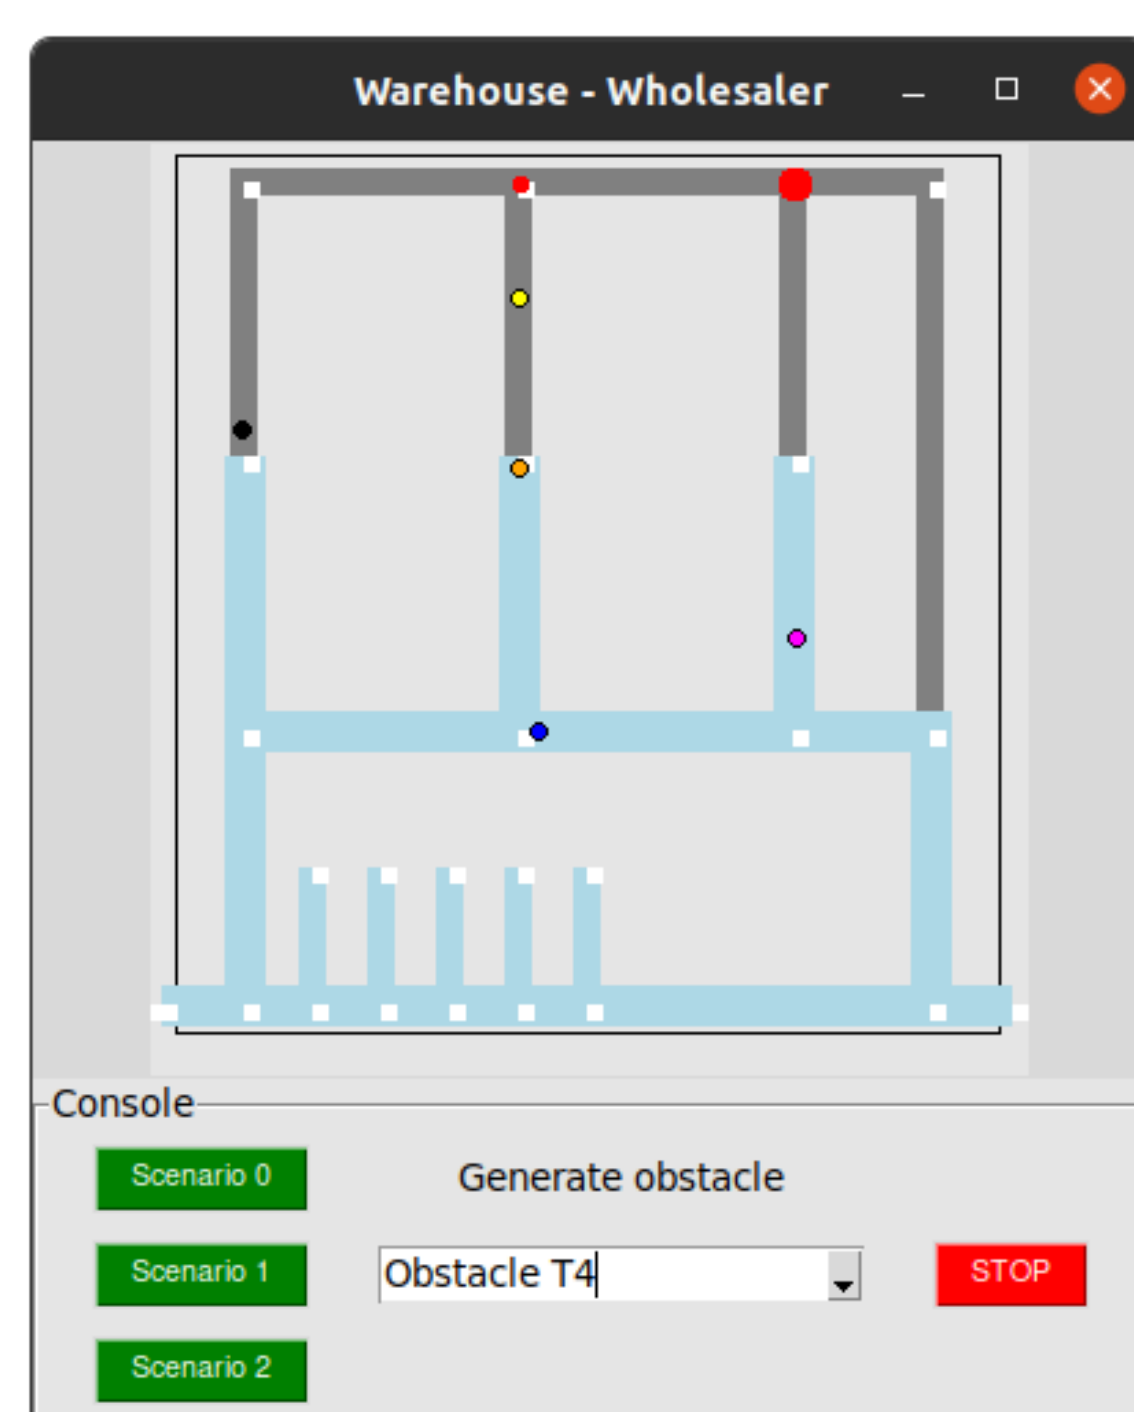 Warehouse - Wholesaler
Console
Scenario 0
Generate obstacle
Scenario 1
Obstacle T4
STOP
Scenario 2